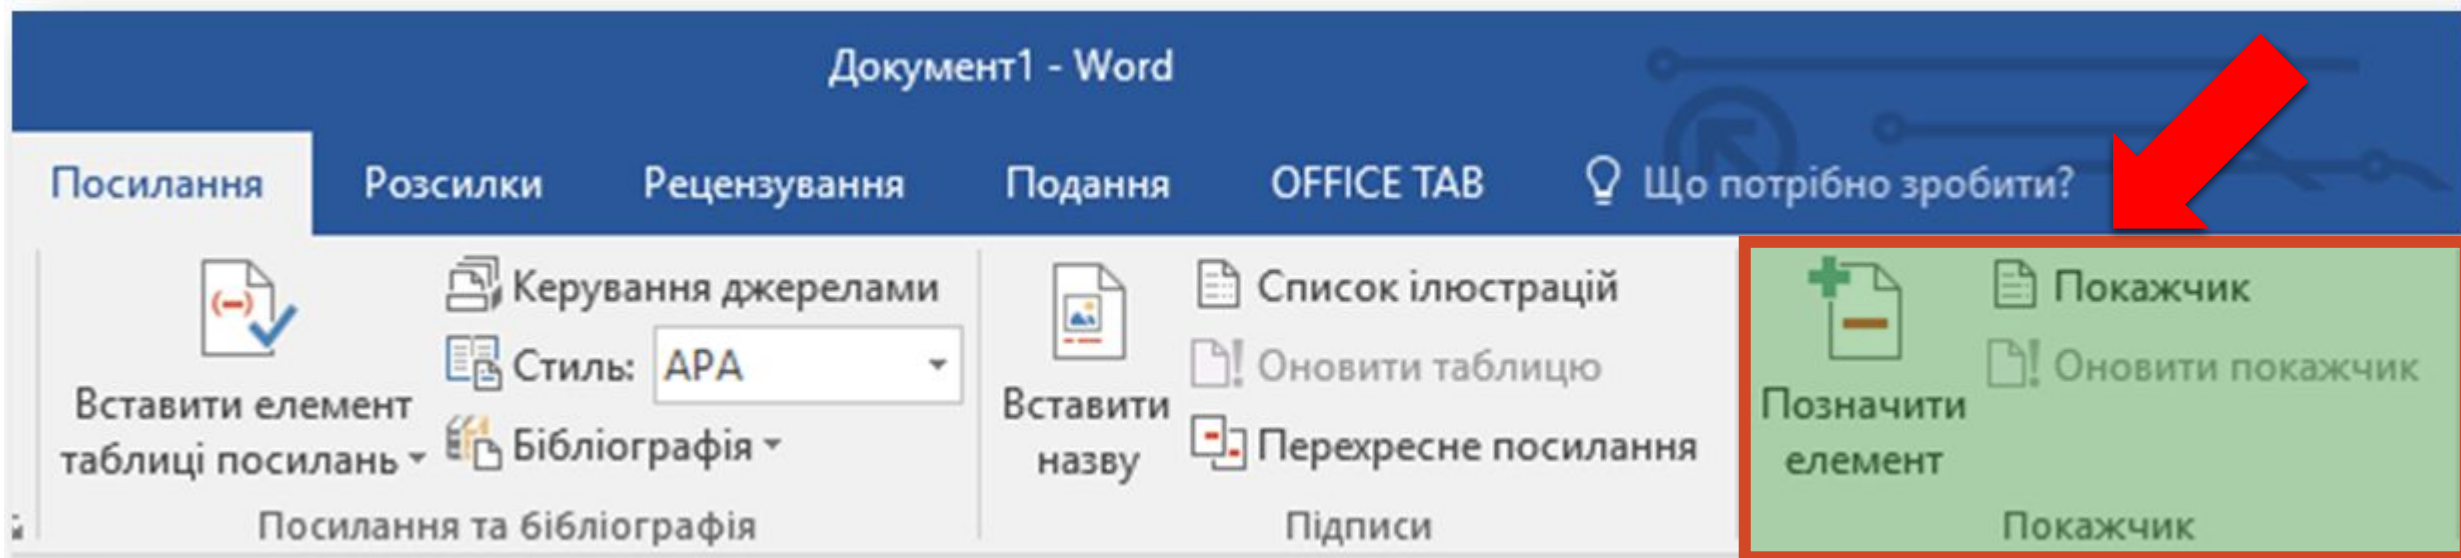 Документ1 - Word
Посилання Розсилки Рецензування Подання OFFICE TAB Що потрібно зробити?
Вставити елемент
таблиці посилань
Керування джерелами
Стиль: APA
Бібліографія
Посилання та бібліографія
Вставити
назву
Список ілюстрацій
Оновити таблицю
Перехресне посилання
Підписи
Позначити
елемент
Покажчик
Оновити покажчик
Покажчик